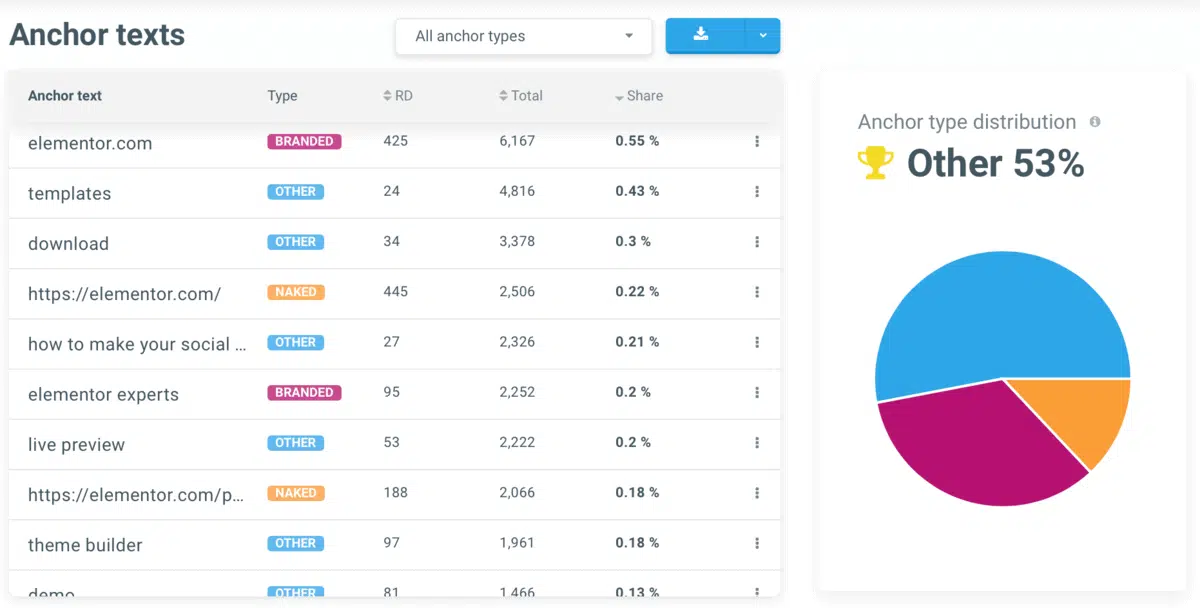 Anchor texts
All anchor types
Anchor text Type RD Total Share
elementor.com BRANDED 425 6,167 0.55 %
templates OTHER 24 4,816 0.43 %
download OTHER 34 3,378 0.3 %
https://elementor.com/ NAKED 445 2,506 0.22 %
how to make your social ... OTHER 27 2,326 0.21 %
elementor experts BRANDED 95 2,252 0.2 %
live preview OTHER 53 2,222 0.2 %
https://elementor.com/p... NAKED 188 2,066 0.18 %
theme builder OTHER 97 1,961 0.18 %
demo OTHER 81 1,466 0.13 %
Anchor type distribution
Other 53%